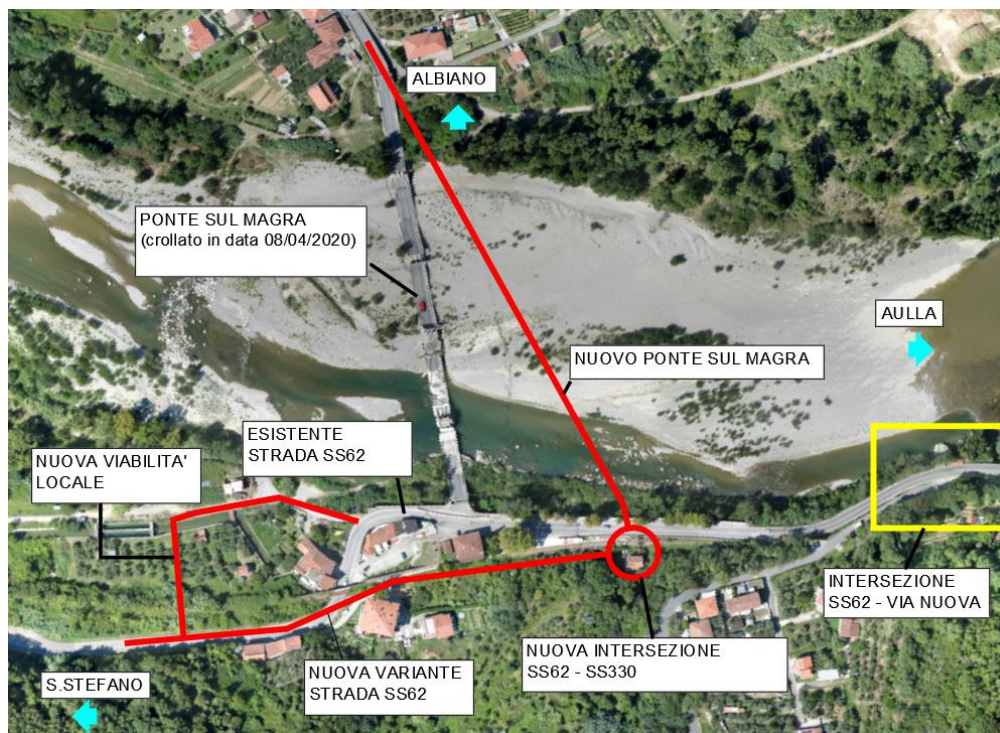 ALBIANO
PONTE SUL MAGRA
(crollato in data 08/04/2020)
AULLA
NUOVO PONTE SUL MAGRA
ESISTENTE
STRADA SS62
NUOVA VIABILITA'
LOCALE
INTERSEZIONE
SS62 - VIA NUOVA
NUOVA INTERSEZIONE
SS62 - SS330
NUOVA VARIANTE
STRADA SS62
S.STEFANO